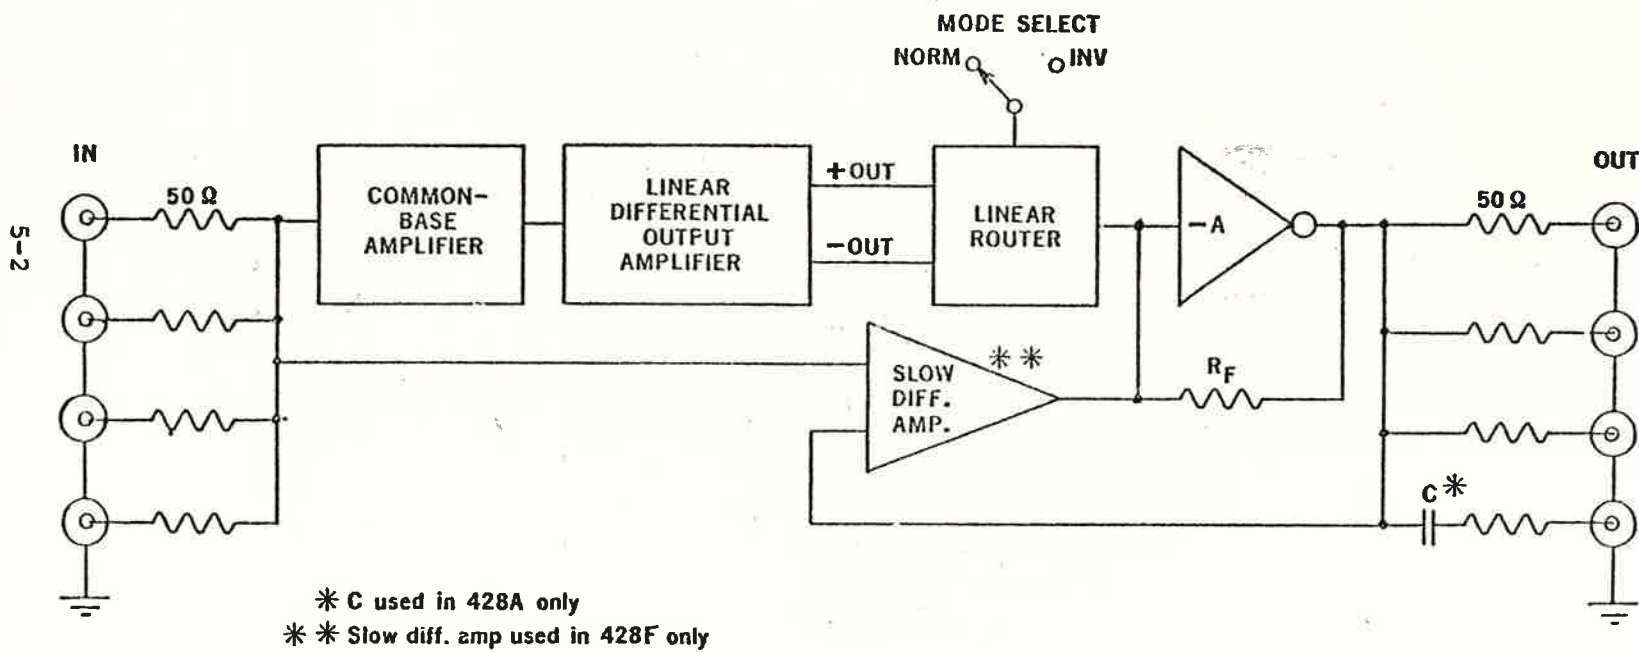 MODE SELECT
NORM
INV
IN
OUT
50 Ω
COMMON-
BASE
AMPLIFIER
LINEAR
DIFFERENTIAL
OUTPUT
AMPLIFIER
+OUT
−OUT
LINEAR
ROUTER
−A
50 Ω
5-2
SLOW
DIFF.
AMP.
✳ ✳
RF
C ✳
✳ C used in 428A only
✳ ✳ Slow diff. amp used in 428F only